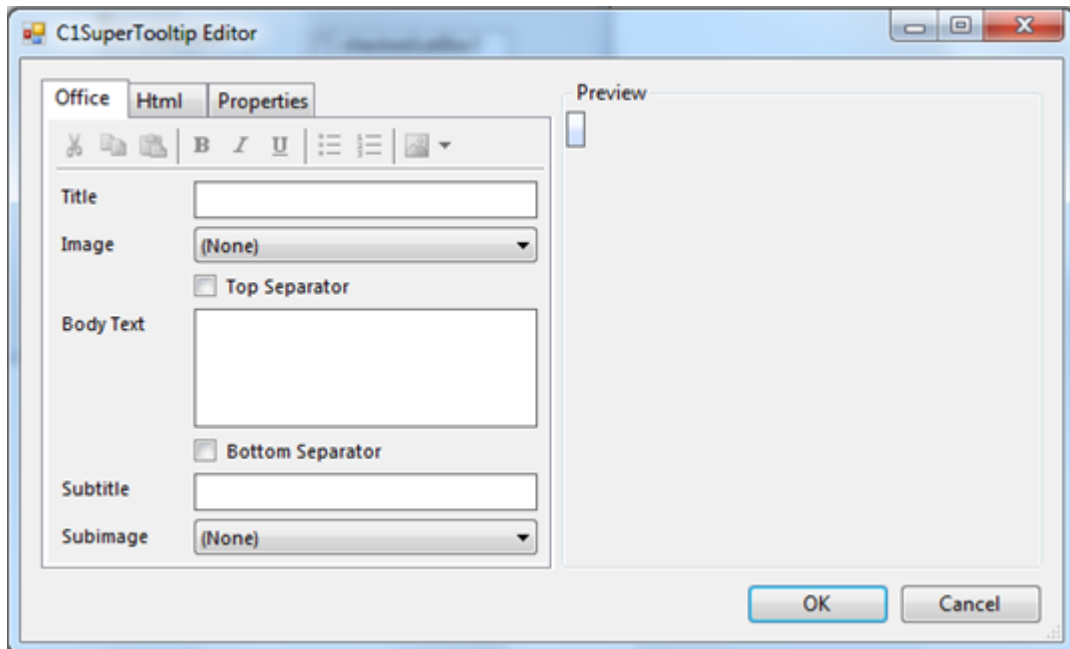 C1SuperTooltip Editor
Office Html Properties
B I U
Title
Image (None)
Top Separator
Body Text
Bottom Separator
Subtitle
Subimage (None)
Preview
OK Cancel